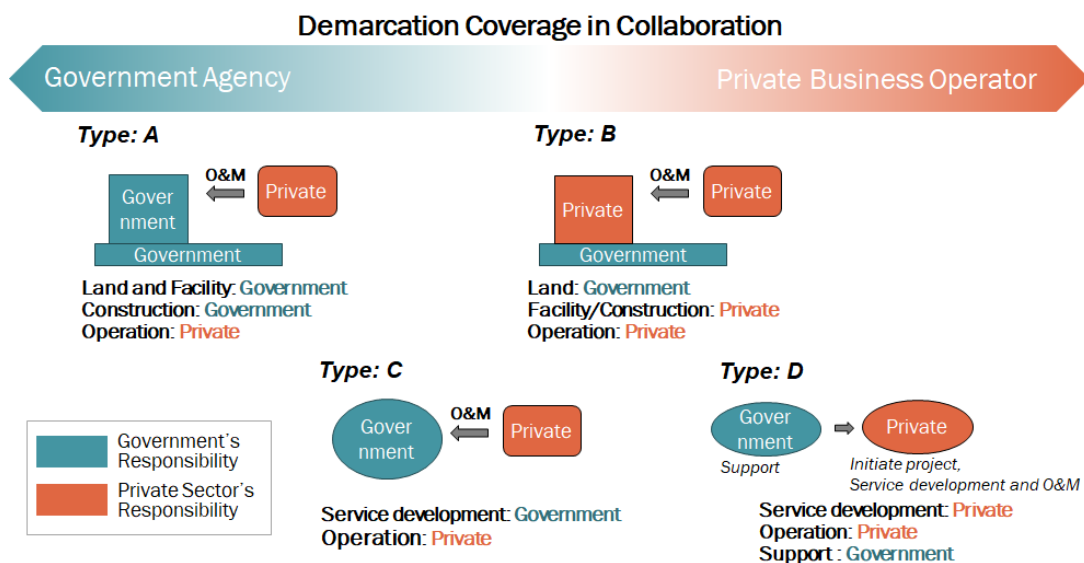 Demarcation Coverage in Collaboration
Government Agency
Private Business Operator
Type: A
Gover
nment
O&M
Private
Government
Land and Facility: Government
Construction: Government
Operation: Private
Type: B
Private
O&M
Private
Government
Land: Government
Facility/Construction: Private
Operation: Private
Type: C
Gover
nment
O&M
Private
Service development: Government
Operation: Private
Type: D
Gover
nment
Support
Private
Initiate project,
Service development and O&M
Service development: Private
Operation: Private
Support : Government
Government's
Responsibility
Private Sector's
Responsibility